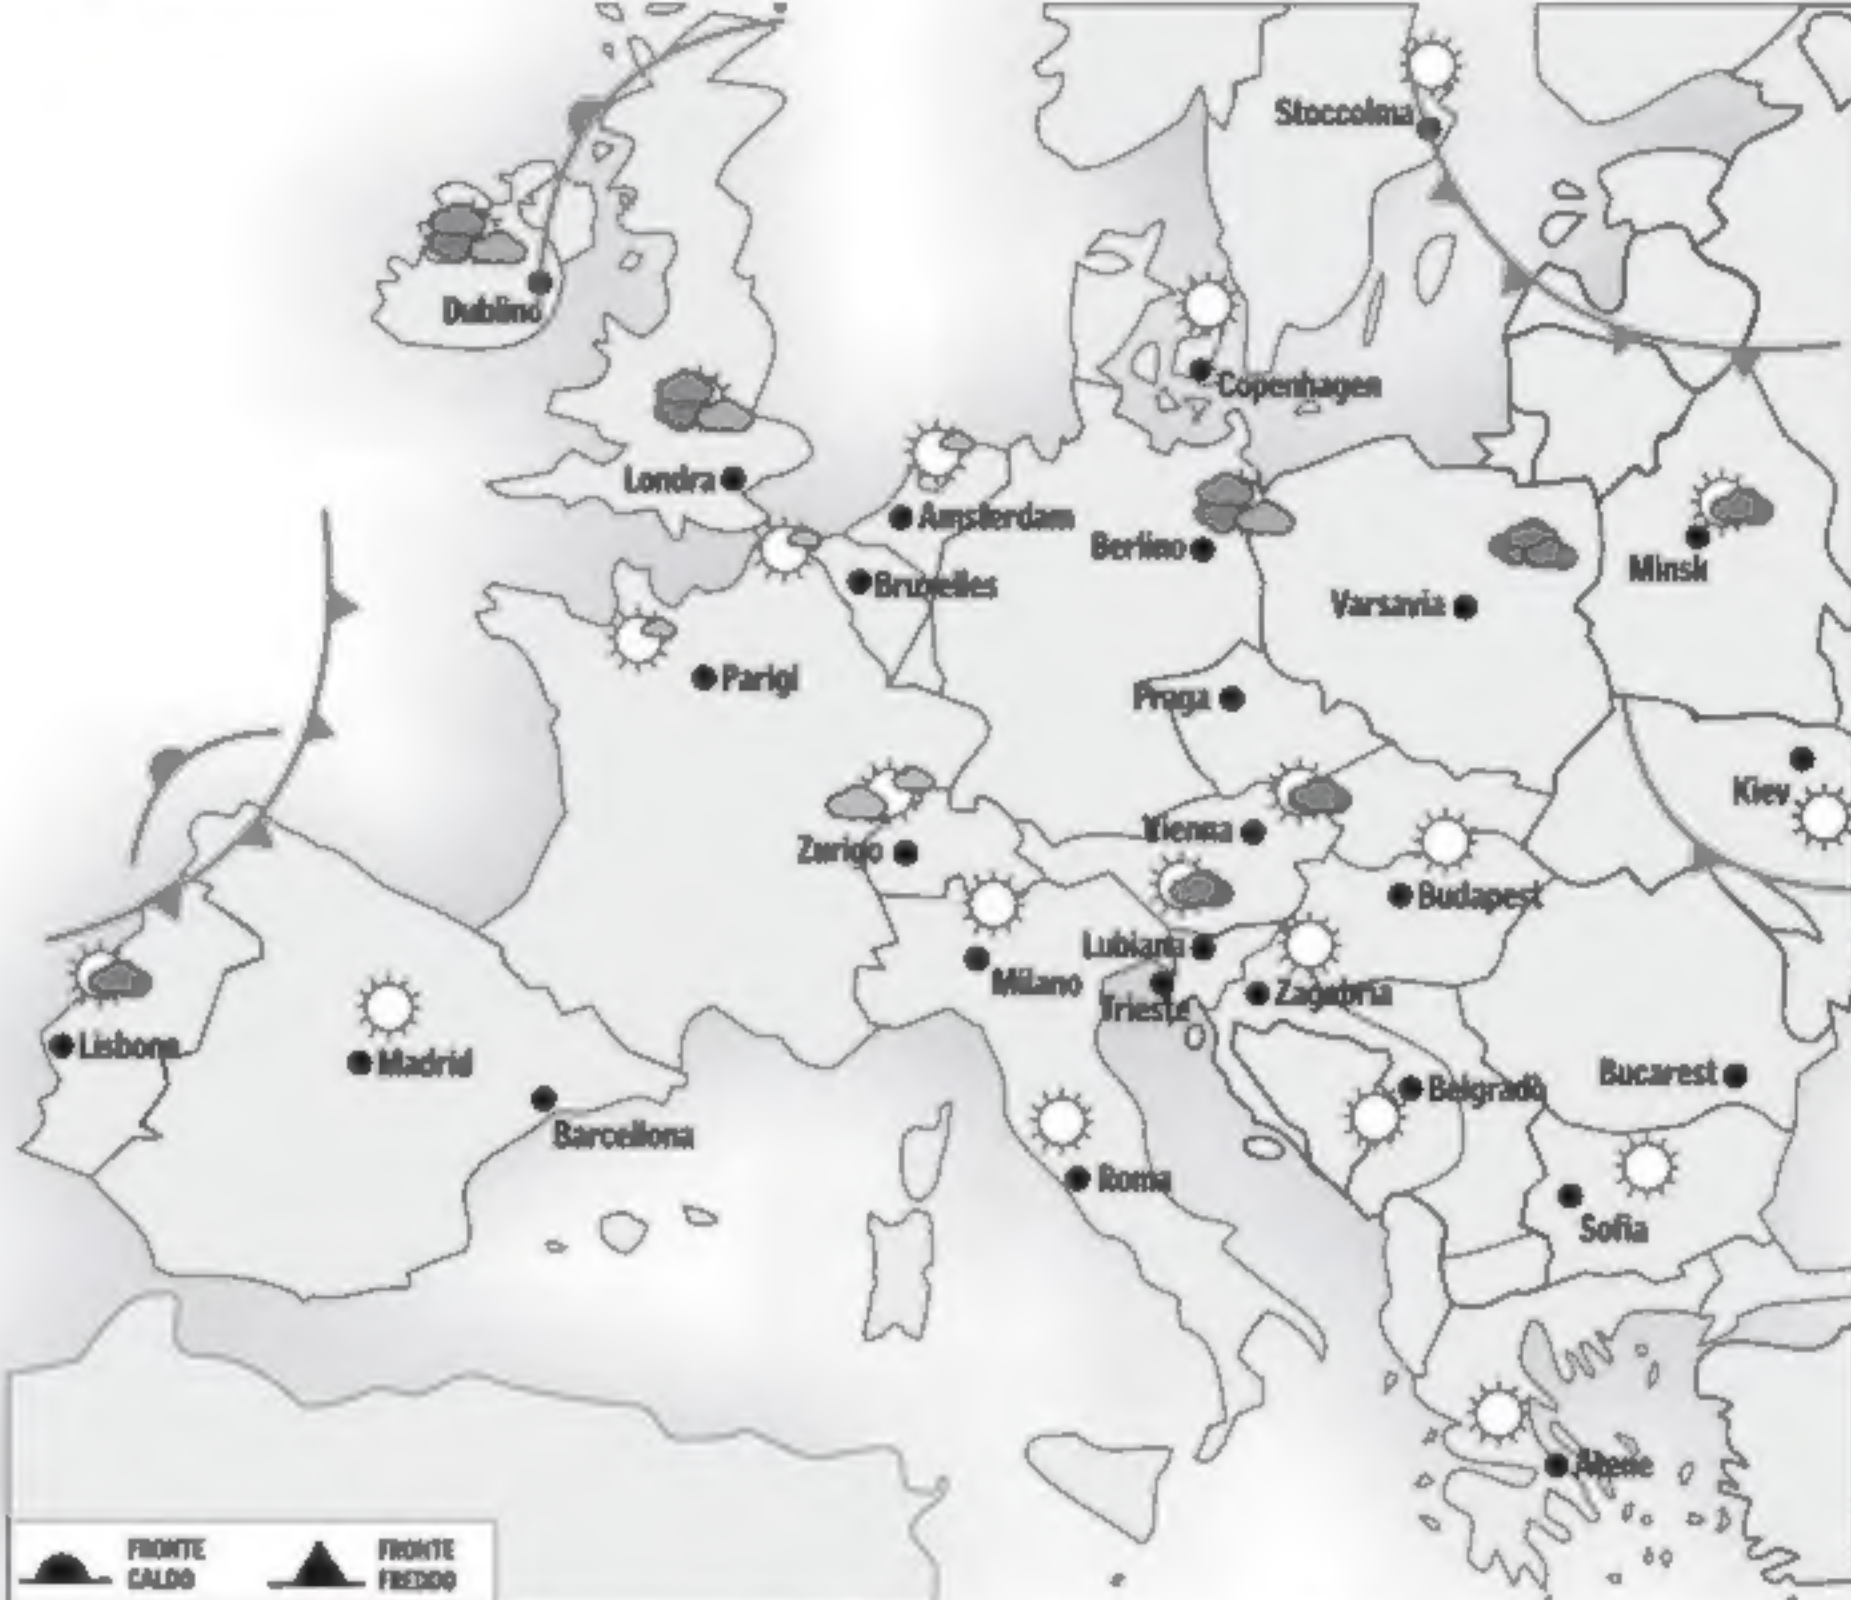 Stoccolma
Dublino
Copenhagen
Londra
Amsterdam
Berlino
Bruxelles
Minsk
Varsavia
Parigi
Praga
Kiev
Vienna
Zurigo
Budapest
Lubiana
Milano
Trieste
Zagabria
Lisbona
Madrid
Bucarest
Belgrado
Barcellona
Roma
Sofia
Atene
FRONTE
CALDO
FRONTE
FREDDO